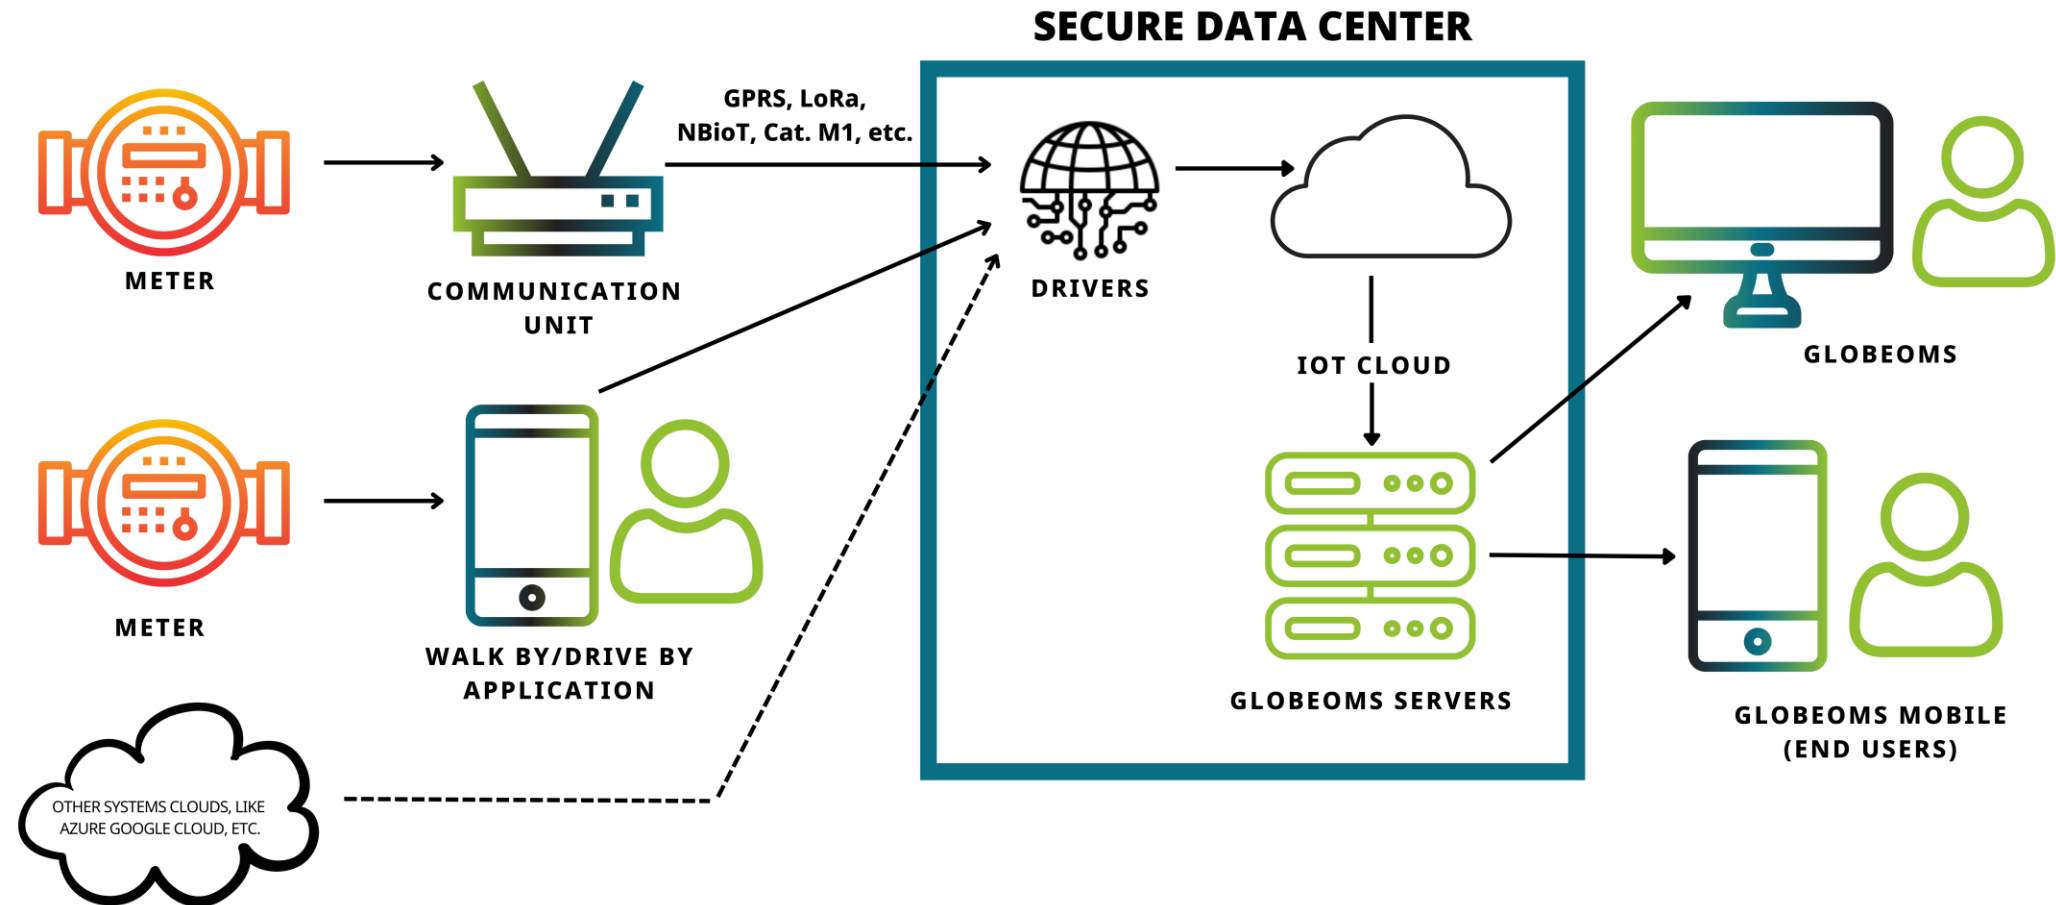 SECURE DATA CENTER
GPRS, LoRa,
NBioT, Cat. M1, etc.
METER
COMMUNICATION
UNIT
DRIVERS
IOT CLOUD
GLOBEOMS
METER
WALK BY/DRIVE BY
APPLICATION
GLOBEOMS SERVERS
GLOBEOMS MOBILE
(END USERS)
OTHER SYSTEMS CLOUDS, LIKE
AZURE GOOGLE CLOUD, ETC.